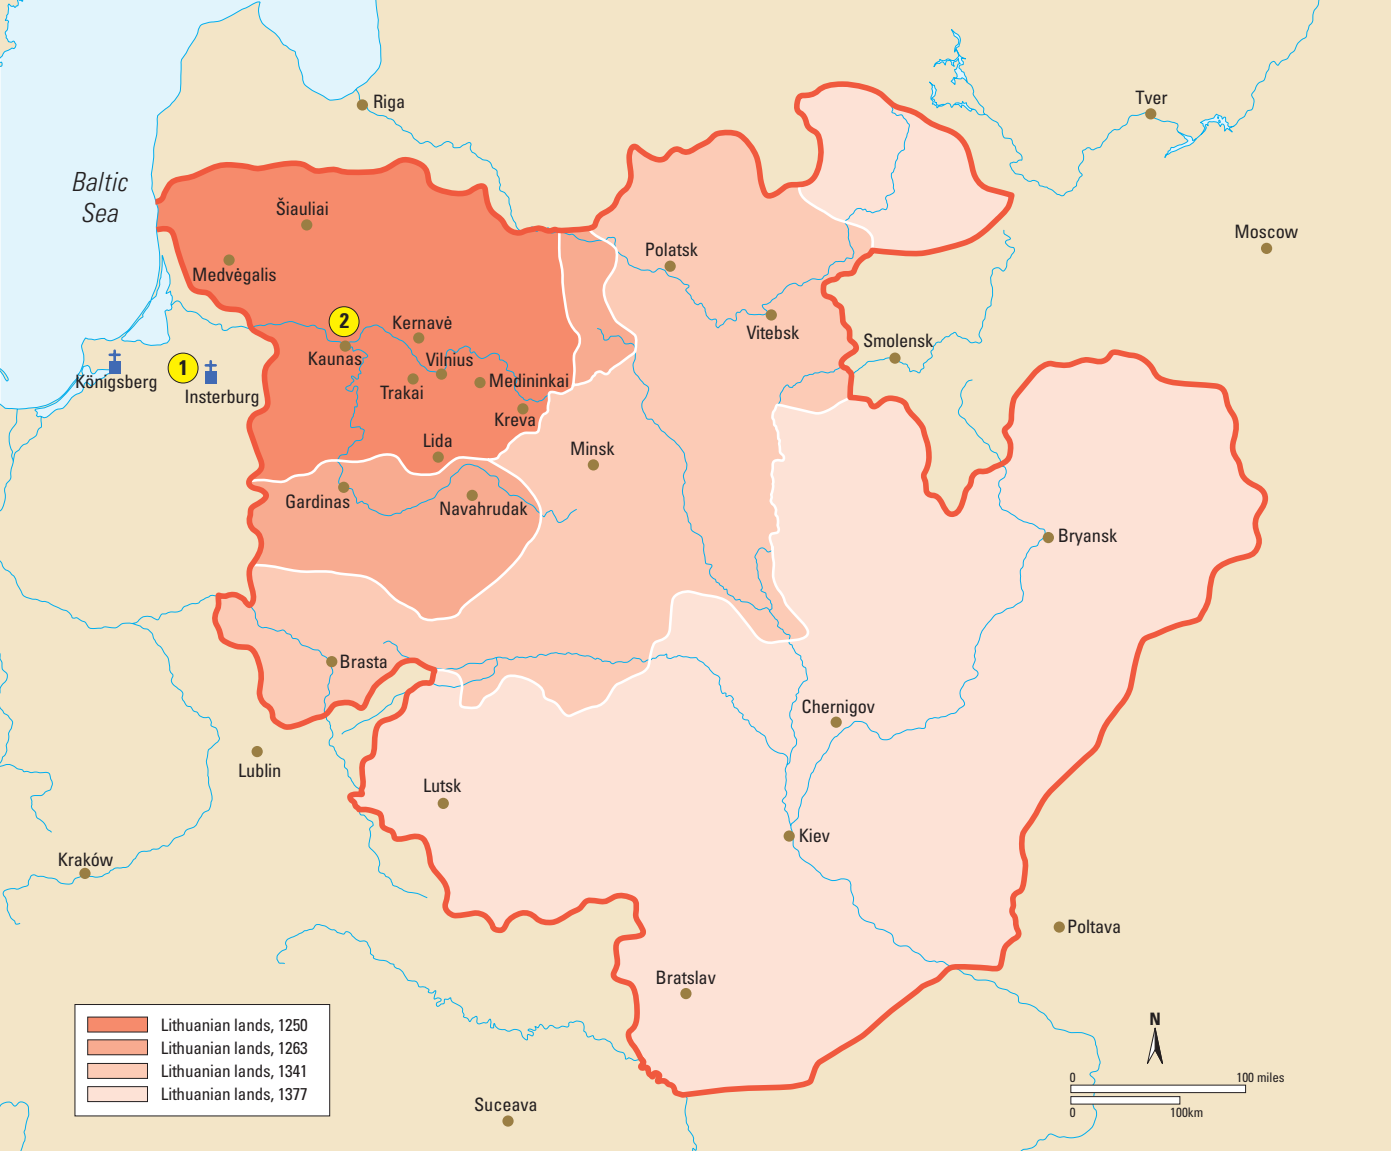 Riga
Tver
Baltic
Sea
Šiauliai
Moscow
Polatsk
Medvėgalis
2
Kernavė
Vitebsk
Smolensk
Kaunas
Vilnius
1
Königsberg
Insterburg
Trakai
Medininkai
Kreva
Lida
Minsk
Gardinas
Navahrudak
Bryansk
Brasta
Chernigov
Lublin
Lutsk
Kiev
Kraków
Poltava
Bratslav
Lithuanian lands, 1250
Lithuanian lands, 1263
Lithuanian lands, 1341
Lithuanian lands, 1377
N
0 100 miles
0 100km
Suceava